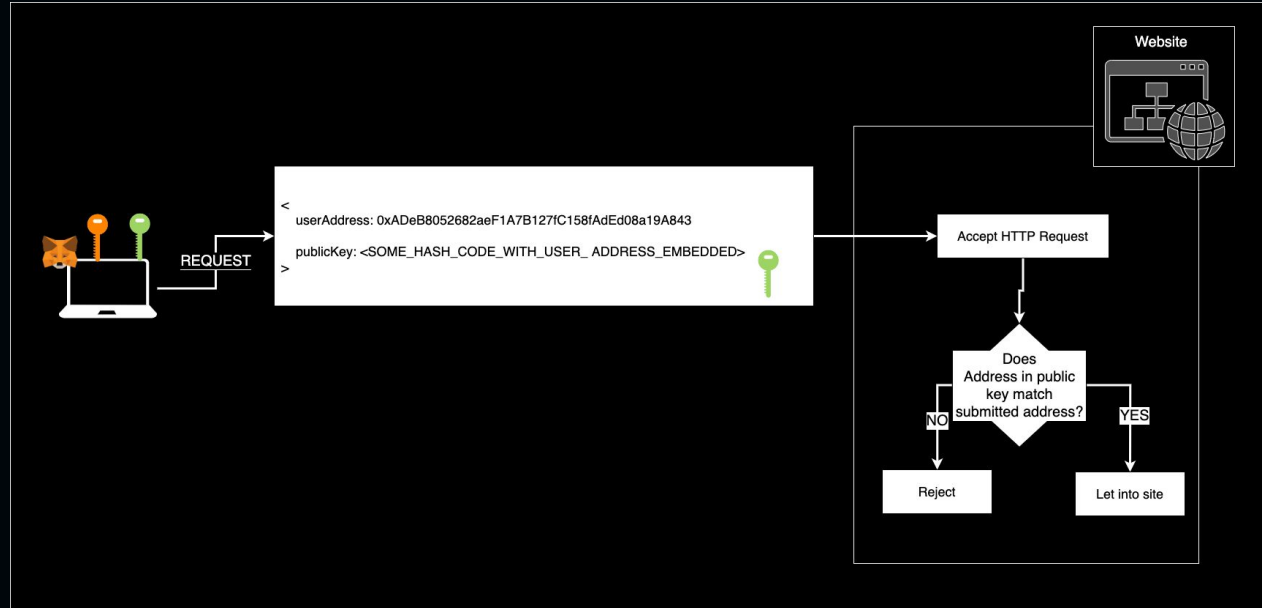 Website
<
userAddress: 0xADeB8052682aeF1A7B127fC158fAdEd08a19A843
REQUEST
publicKey: <SOME_HASH_CODE_WITH_USER_ ADDRESS_EMBEDDED>
>
Accept HTTP Request
Does
Address in public
key match
submitted address?
NO
YES
Reject
Let into site